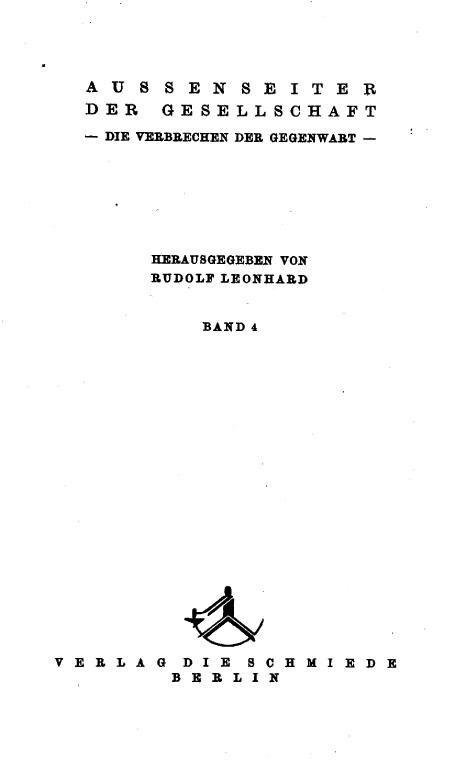 AUSSENSEITER
DER GESELLSCHAFT
— DIE VERBRECHEN DER GEGENWART —
HERAUSGEGEBEN VON
RUDOLF LEONHARD
BAND 4
VERLAG DIE SCHMIEDE
BERLIN